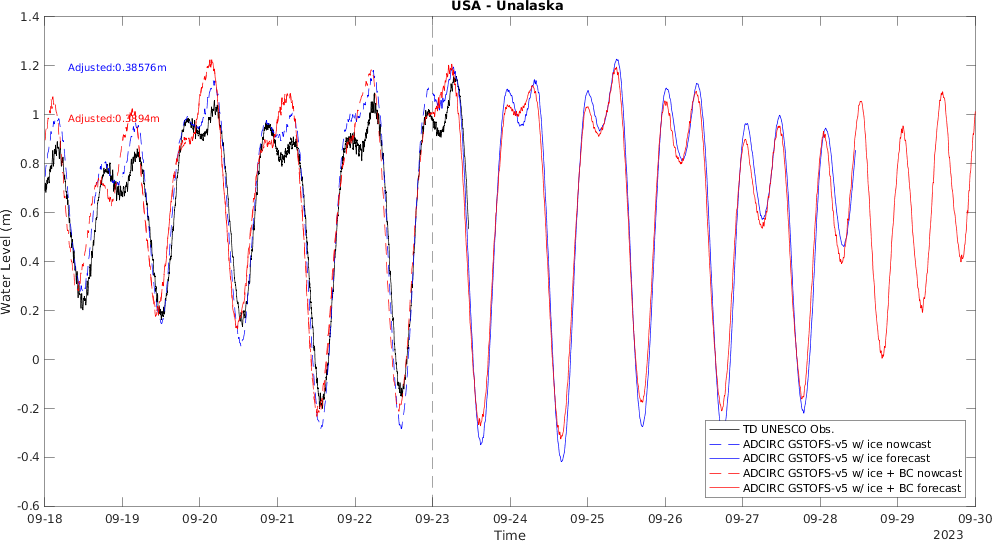 USA - Unalaska
1.4
1.2
1
0.8
0.6
0.4
0.2
0
-0.2
-0.4
-0.6
Water Level (m)
Adjusted:0.38576m
Adjusted:0.3894m
TD UNESCO Obs.
ADCIRC GSTOFS-v5 w/ ice nowcast
ADCIRC GSTOFS-v5 w/ ice forecast
ADCIRC GSTOFS-v5 w/ ice + BC nowcast
ADCIRC GSTOFS-v5 w/ ice + BC forecast
09-18 09-19 09-20 09-21 09-22 09-23 09-24 09-25 09-26 09-27 09-28 09-29 09-30
Time
2023